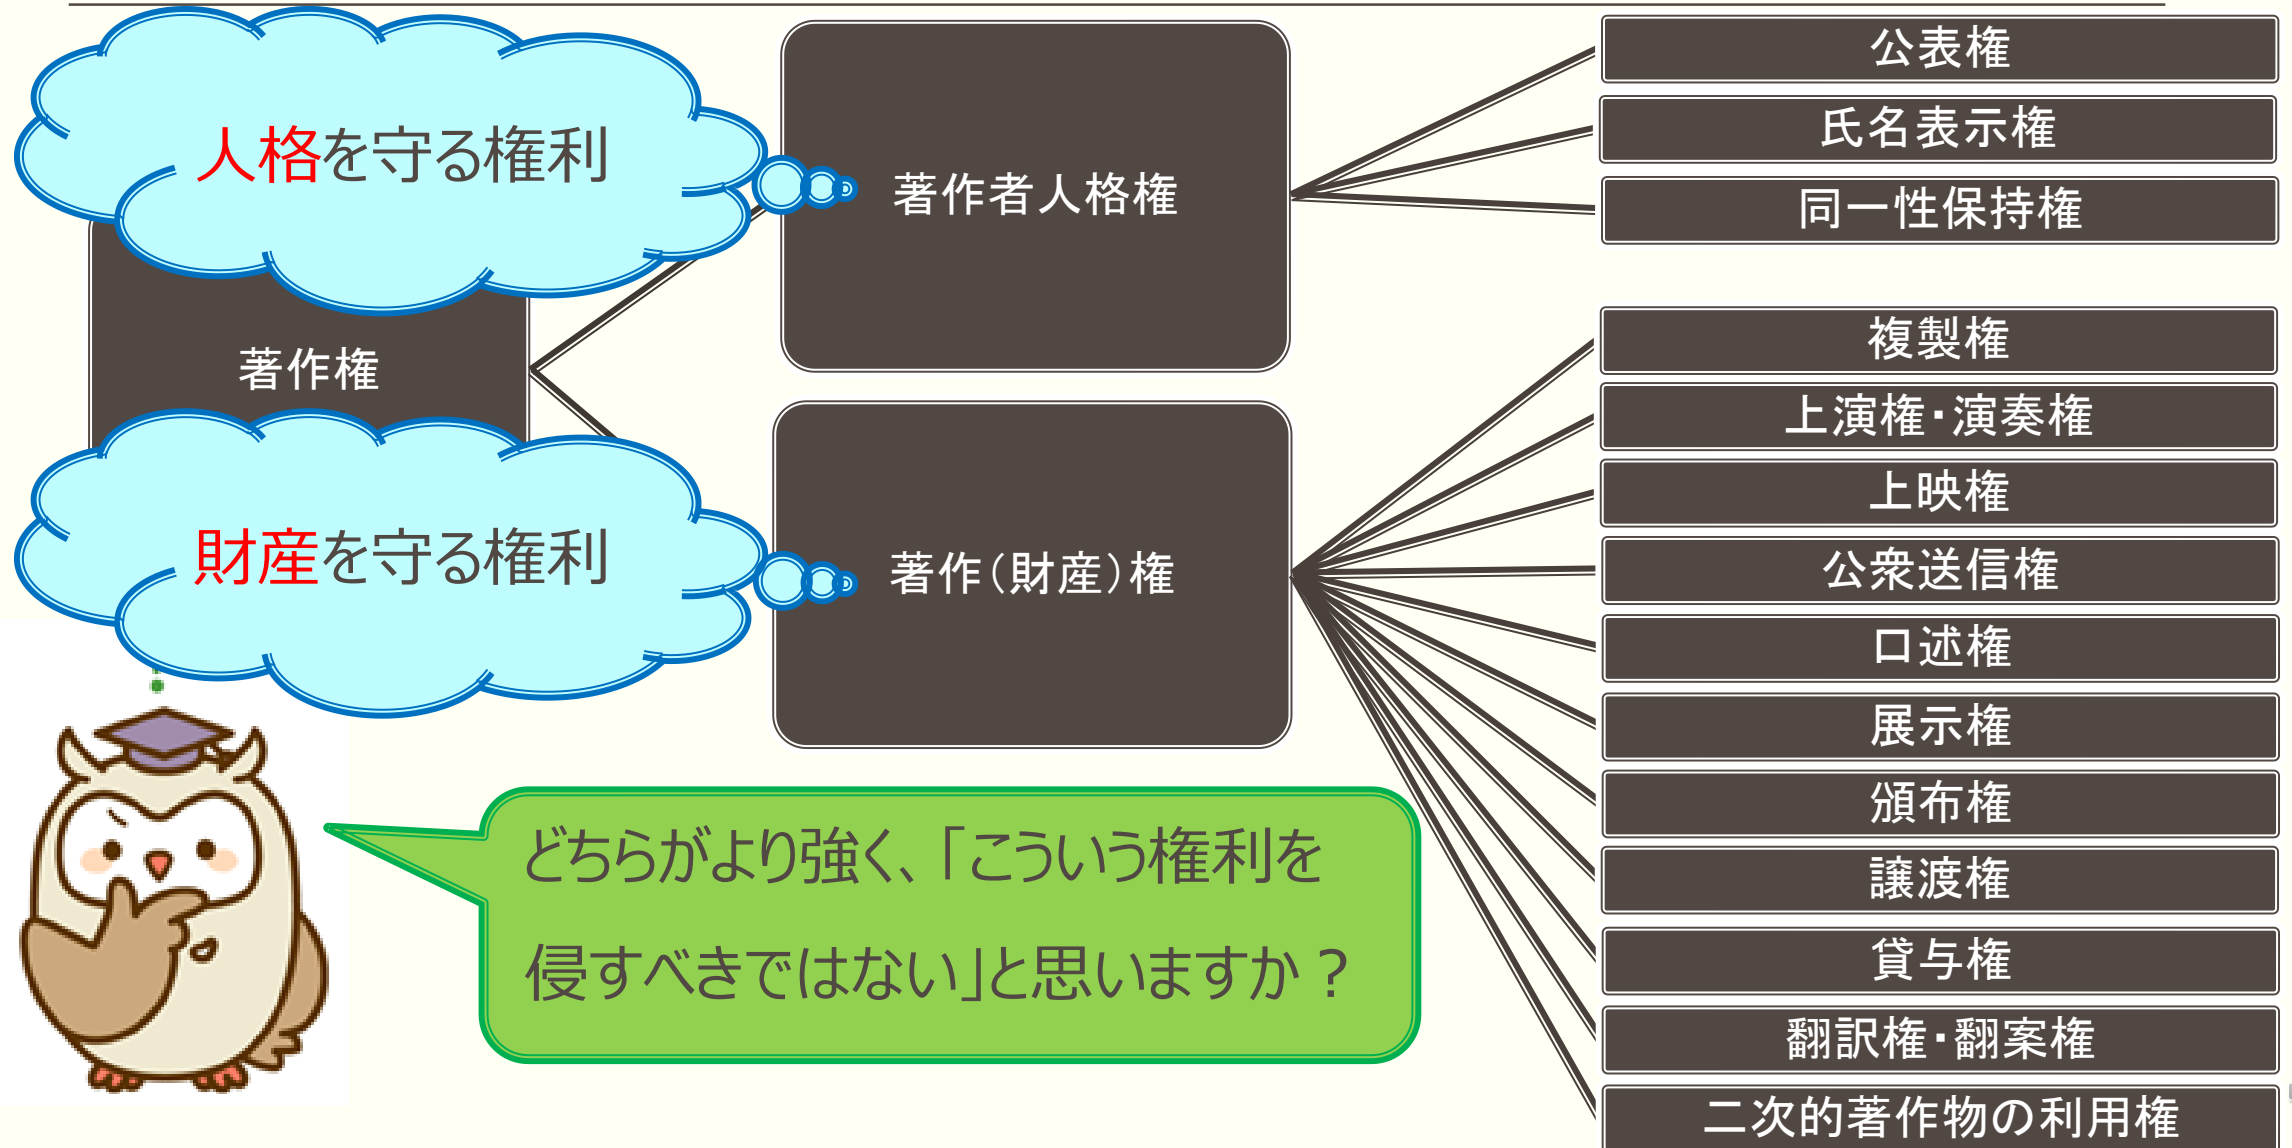 人格を守る権利
著作権
財産を守る権利
著作者人格権
著作(財産)権
公表権
氏名表示権
同一性保持権
複製権
上演権・演奏権
上映権
公衆送信権
口述権
展示権
頒布権
譲渡権
貸与権
翻訳権・翻案権
二次的著作物の利用権
どちらがより強く、「こういう権利を
侵すべきではない」と思いますか？